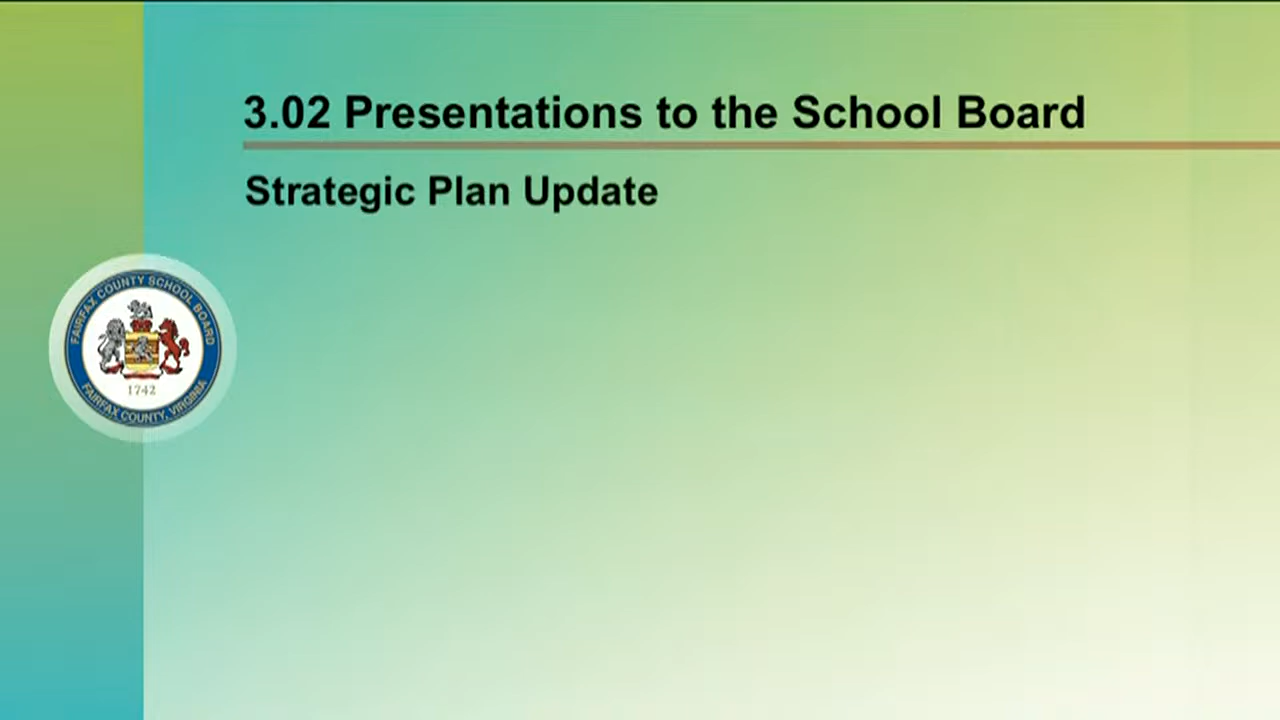 3.02 Presentations to the School Board
Strategic Plan Update
FAIRFAX COUNTY SCHOOL BOARD
1742
FAIRFAX COUNTY, VIRGINIA